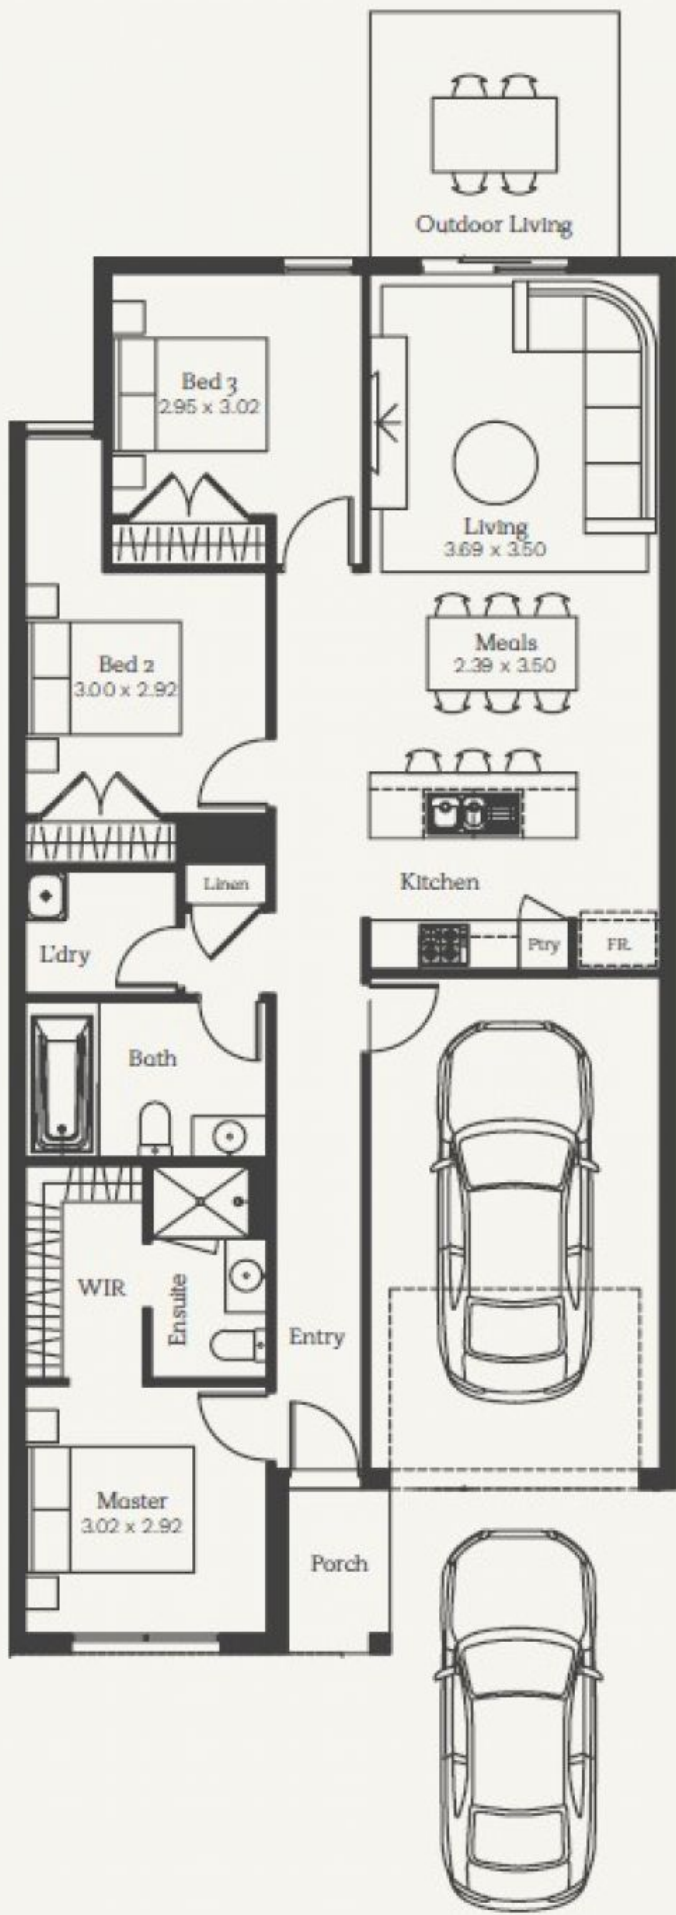 Outdoor Living
Bed 3
2.95 x 3.02
Living
3.69 x 3.50
Meals
2.39 x 3.50
Bed 2
3.00 x 2.92
Kitchen
Linen
Ptry
FR.
L'dry
Bath
WIR
Ensuite
Entry
Master
3.02 x 2.92
Porch